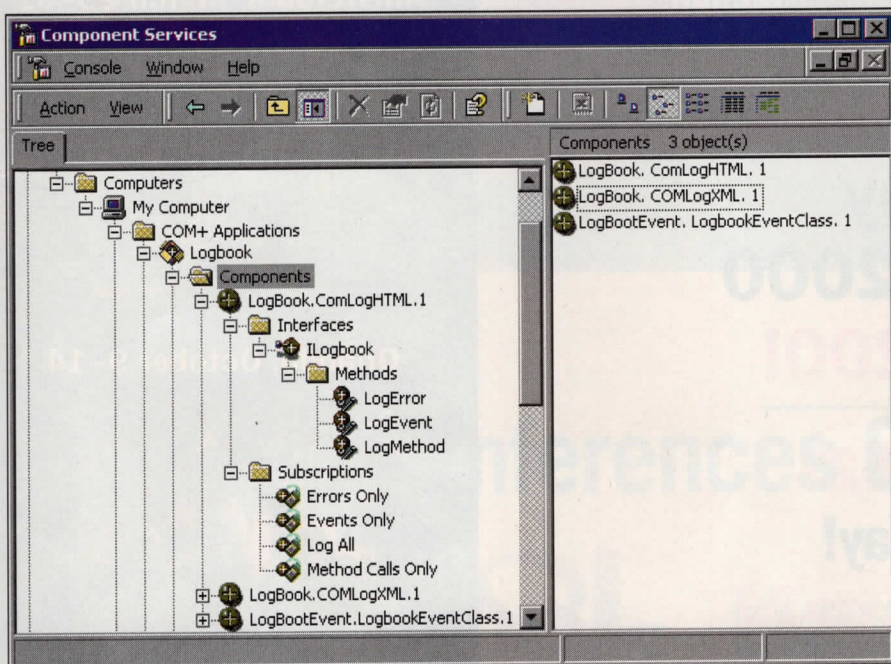 Component Services
Console Window Help
Action View
Tree
Components 3 object(s)
Computers
My Computer
COM+ Applications
Logbook
Components
LogBook.ComLogHTML.1
Interfaces
ILogbook
Methods
LogError
LogEvent
LogMethod
Subscriptions
Errors Only
Events Only
Log All
Method Calls Only
LogBook.COMLogXML.1
LogBootEvent.LogbookEventClass.1
LogBook. ComLogHTML. 1
LogBook. COMLogXML. 1
LogBootEvent. LogbookEventClass. 1